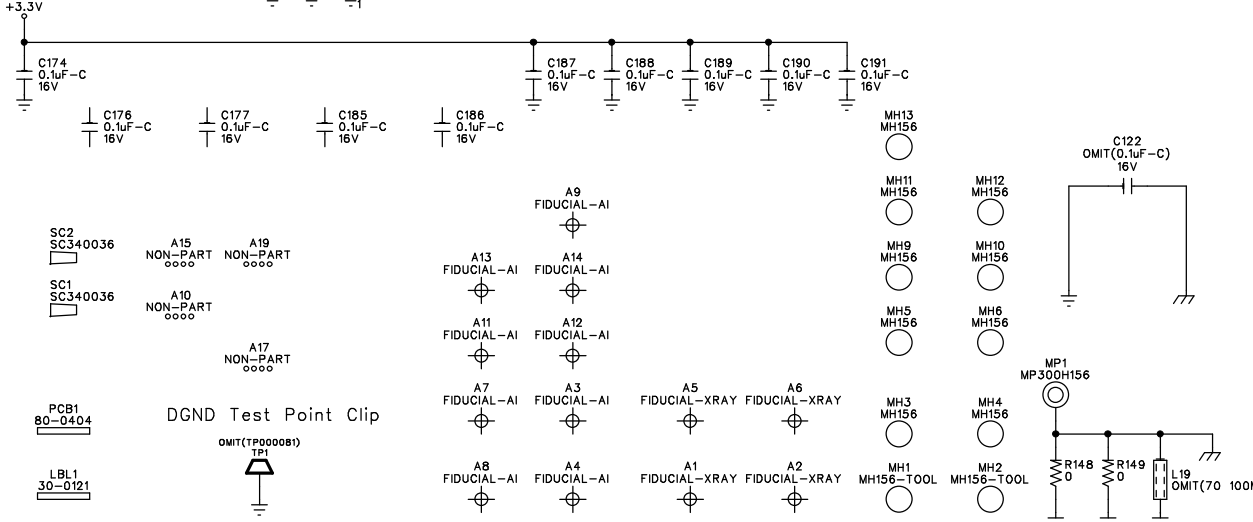 +3.3V
C174
0.1uF-C
16V
C187
0.1uF-C
16V
C188
0.1uF-C
16V
C189
0.1uF-C
16V
C190
0.1uF-C
16V
C191
0.1uF-C
16V
C176
0.1uF-C
16V
C177
0.1uF-C
16V
C185
0.1uF-C
16V
C186
0.1uF-C
16V
MH13
MH156
C122
OMIT(0.1uF-C)
16V
MH11
MH156
MH12
MH156
A9
FIDUCIAL-AI
SC2
SC340036
A15
NON-PART
A19
NON-PART
MH9
MH156
MH10
MH156
A13
FIDUCIAL-AI
A14
FIDUCIAL-AI
SC1
SC340036
A10
NON-PART
MH5
MH156
MH6
MH156
A11
FIDUCIAL-AI
A12
FIDUCIAL-AI
A17
NON-PART
MP1
MP300H156
A7
FIDUCIAL-AI
A3
FIDUCIAL-AI
A5
FIDUCIAL-XRAY
A6
FIDUCIAL-XRAY
MH3
MH156
MH4
MH156
PCB1
80-0404
DGND Test Point Clip
OMIT(TP000081)
TP1
LBL1
30-0121
A8
FIDUCIAL-AI
A4
FIDUCIAL-AI
A1
FIDUCIAL-XRAY
A2
FIDUCIAL-XRAY
MH1
MH156-TOOL
MH2
MH156-TOOL
R148
0
R149
0
L19
OMIT(70 100